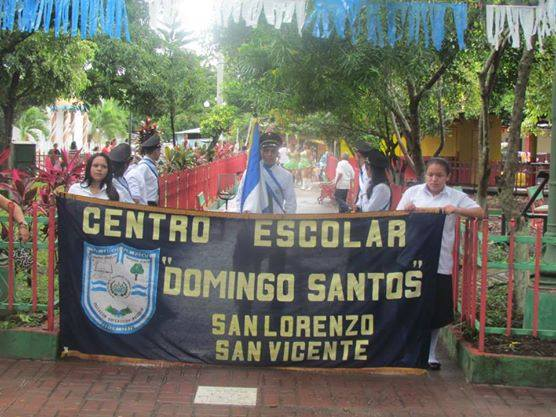 CENTRO ESCOLAR
"DOMINGO SANTOS"
SAN LORENZO
SAN VICENTE